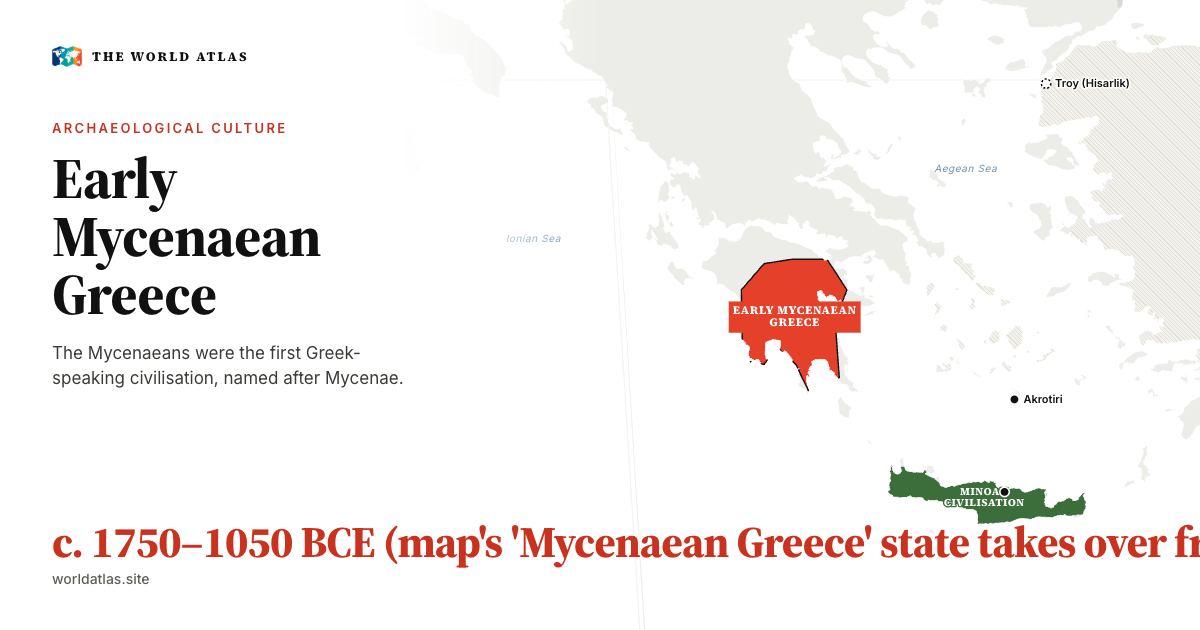 THE WORLD ATLAS
ARCHAEOLOGICAL CULTURE
Early
Mycenaean
Greece
The Mycenaeans were the first Greek-
speaking civilisation, named after Mycenae.
Troy (Hisarlik)
Aegean Sea
Ionian Sea
EARLY MYCENAEAN
GREECE
Akrotiri
MINOA
CIVILISATION
c. 1750–1050 BCE (map's 'Mycenaean Greece' state takes over fr
worldatlas.site